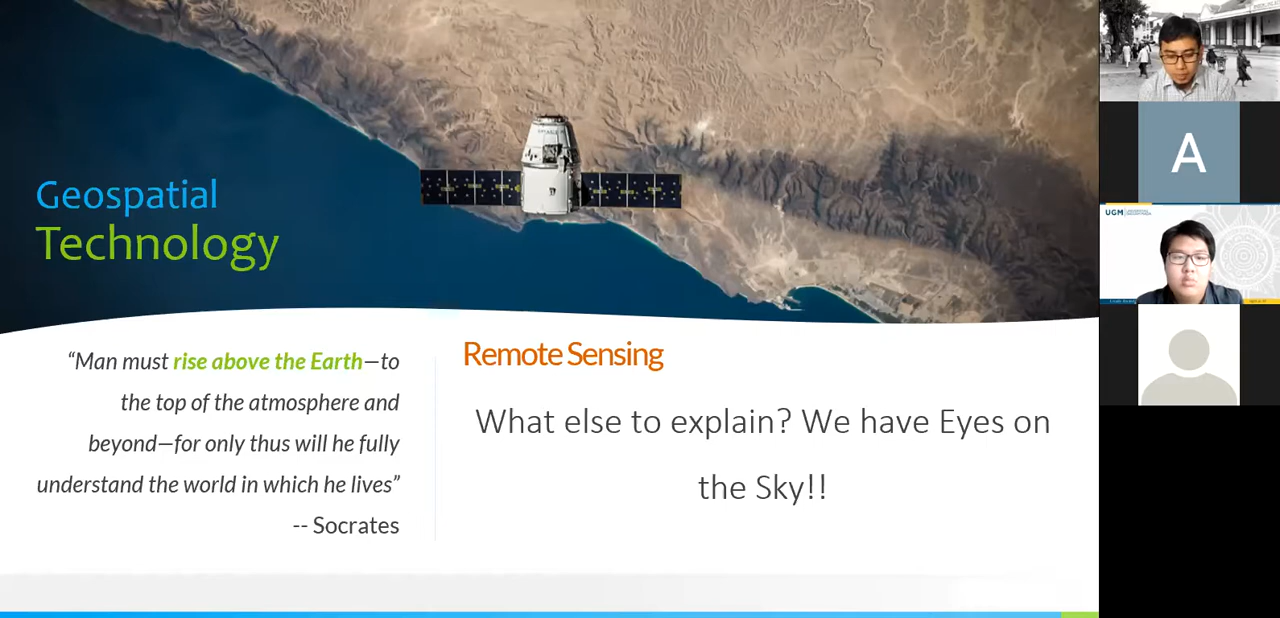 Geospatial
Technology
“Man must rise above the Earth—to
the top of the atmosphere and
beyond—for only thus will he fully
understand the world in which he lives”
-- Socrates
Remote Sensing
What else to explain? We have Eyes on
the Sky!!
A
UGM